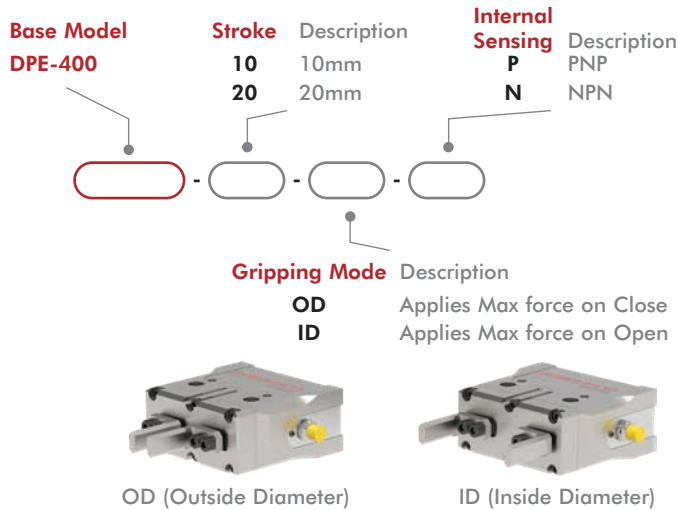 Base Model Stroke Description Internal Sensing Description
DPE-400 10 10mm P PNP
20 20mm N NPN
- - -
Gripping Mode Description
OD Applies Max force on Close
ID Applies Max force on Open
OD (Outside Diameter) ID (Inside Diameter)